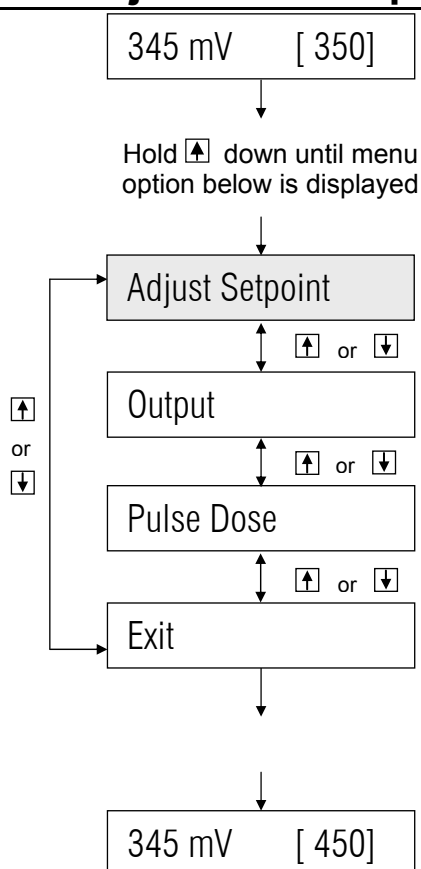 345 mV [ 350]
Hold down until menu
option below is displayed
Adjust Setpoint
or
Output
or
or
Pulse Dose
or
Exit
345 mV [ 450]